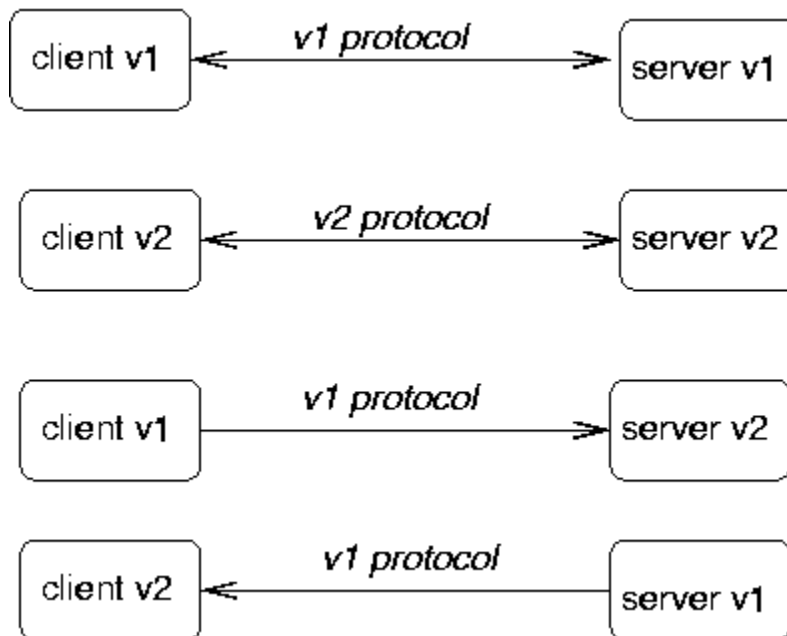 client v1
v1 protocol
server v1
client v2
v2 protocol
server v2
client v1
v1 protocol
server v2
client v2
v1 protocol
server v1